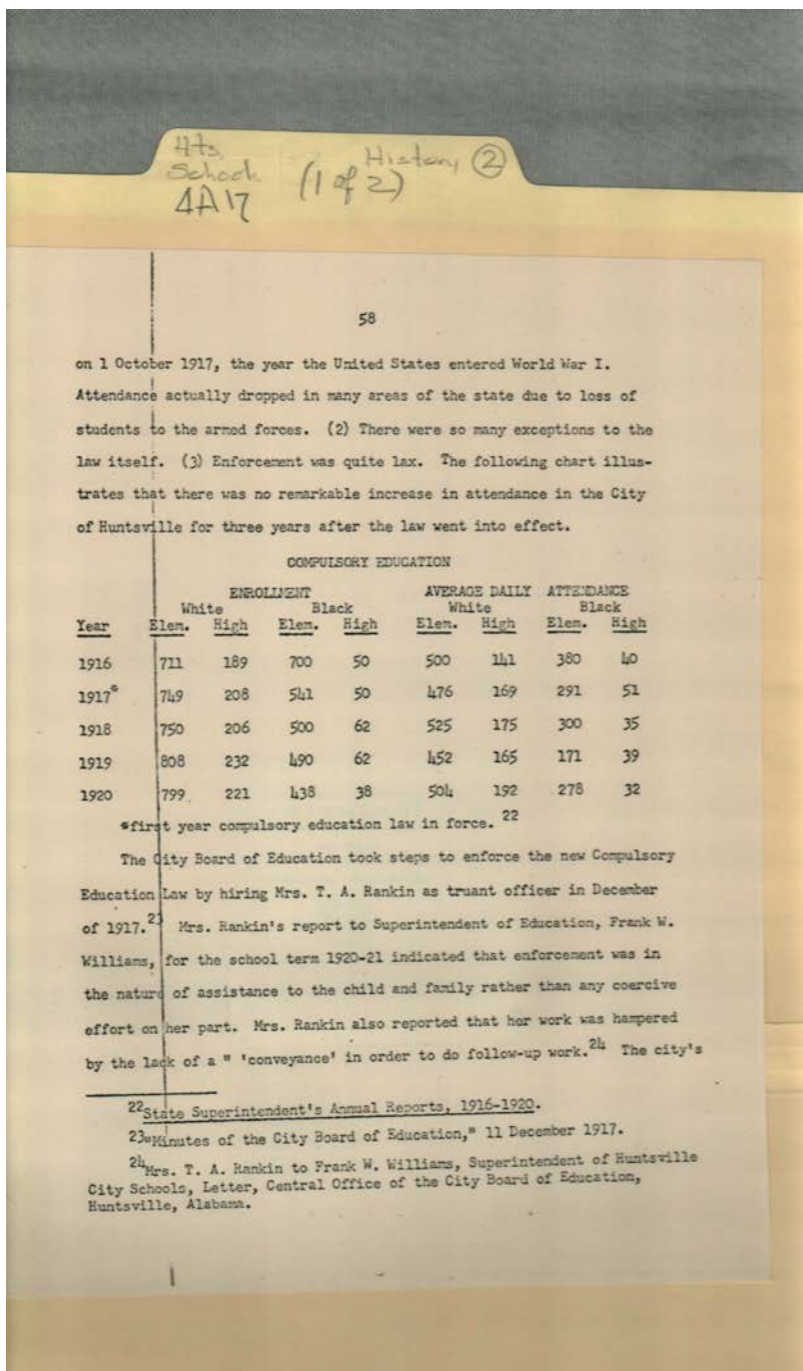 Hts. History ②
School (1 of 2)
4A17
58
on 1 October 1917, the year the United States entered World War I.
Attendance actually dropped in many areas of the state due to loss of
students to the armed forces. (2) There were so many exceptions to the
law itself. (3) Enforcement was quite lax. The following chart illus-
trates that there was no remarkable increase in attendance in the City
of Huntsville for three years after the law went into effect.
COMPULSORY EDUCATION
ENROLLMENT AVERAGE DAILY ATTENDANCE
White Black White Black
Year Elem. High Elem. High Elem. High Elem. High
1916 711 189 700 50 500 141 380 40
1917* 749 208 541 50 476 169 291 51
1918 750 206 500 62 525 175 300 35
1919 808 232 490 62 452 165 171 39
1920 799 221 438 38 504 192 278 32
*first year compulsory education law in force. 22
The City Board of Education took steps to enforce the new Compulsory
Education Law by hiring Mrs. T. A. Rankin as truant officer in December
of 1917.23 Mrs. Rankin's report to Superintendent of Education, Frank W.
Williams, for the school term 1920-21 indicated that enforcement was in
the nature of assistance to the child and family rather than any coercive
effort on her part. Mrs. Rankin also reported that her work was hampered
by the lack of a " 'conveyance' in order to do follow-up work.24 The city's
22State Superintendent's Annual Reports, 1916-1920.
23"Minutes of the City Board of Education," 11 December 1917.
24Mrs. T. A. Rankin to Frank W. Williams, Superintendent of Huntsville
City Schools, Letter, Central Office of the City Board of Education,
Huntsville, Alabama.